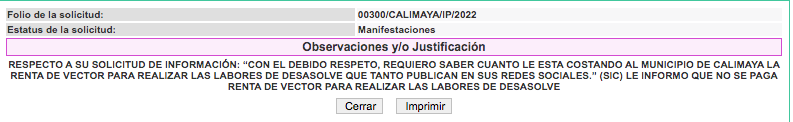 Folio de la solicitud: 00300/CALIMAYA/IP/2022
Estatus de la solicitud: Manifestaciones
Observaciones y/o Justificación
RESPECTO A SU SOLICITUD DE INFORMACIÓN: “CON EL DEBIDO RESPETO, REQUIERO SABER CUANTO LE ESTA COSTANDO AL MUNICIPIO DE CALIMAYA LA
RENTA DE VECTOR PARA REALIZAR LAS LABORES DE DESASOLVE QUE TANTO PUBLICAN EN SUS REDES SOCIALES.” (SIC) LE INFORMO QUE NO SE PAGA
RENTA DE VECTOR PARA REALIZAR LAS LABORES DE DESASOLVE
Cerrar Imprimir